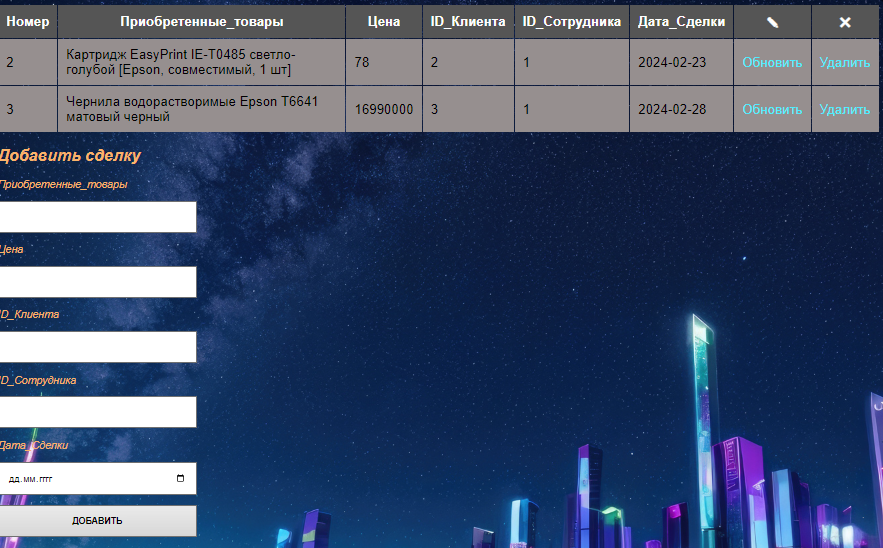 Номер Приобретенные_товары Цена ID_Клиента ID_Сотрудника Дата_Сделки
2 Картридж EasyPrint IE-T0485 светло-
голубой [Epson, совместимый, 1 шт] 78 2 1 2024-02-23 Обновить Удалить
3 Чернила водорастворимые Epson T6641
матовый черный 16990000 3 1 2024-02-28 Обновить Удалить
Добавить сделку
Приобретенные_товары
Цена
ID_Клиента
ID_Сотрудника
Дата_Сделки
дд.мм.гггг
ДОБАВИТЬ